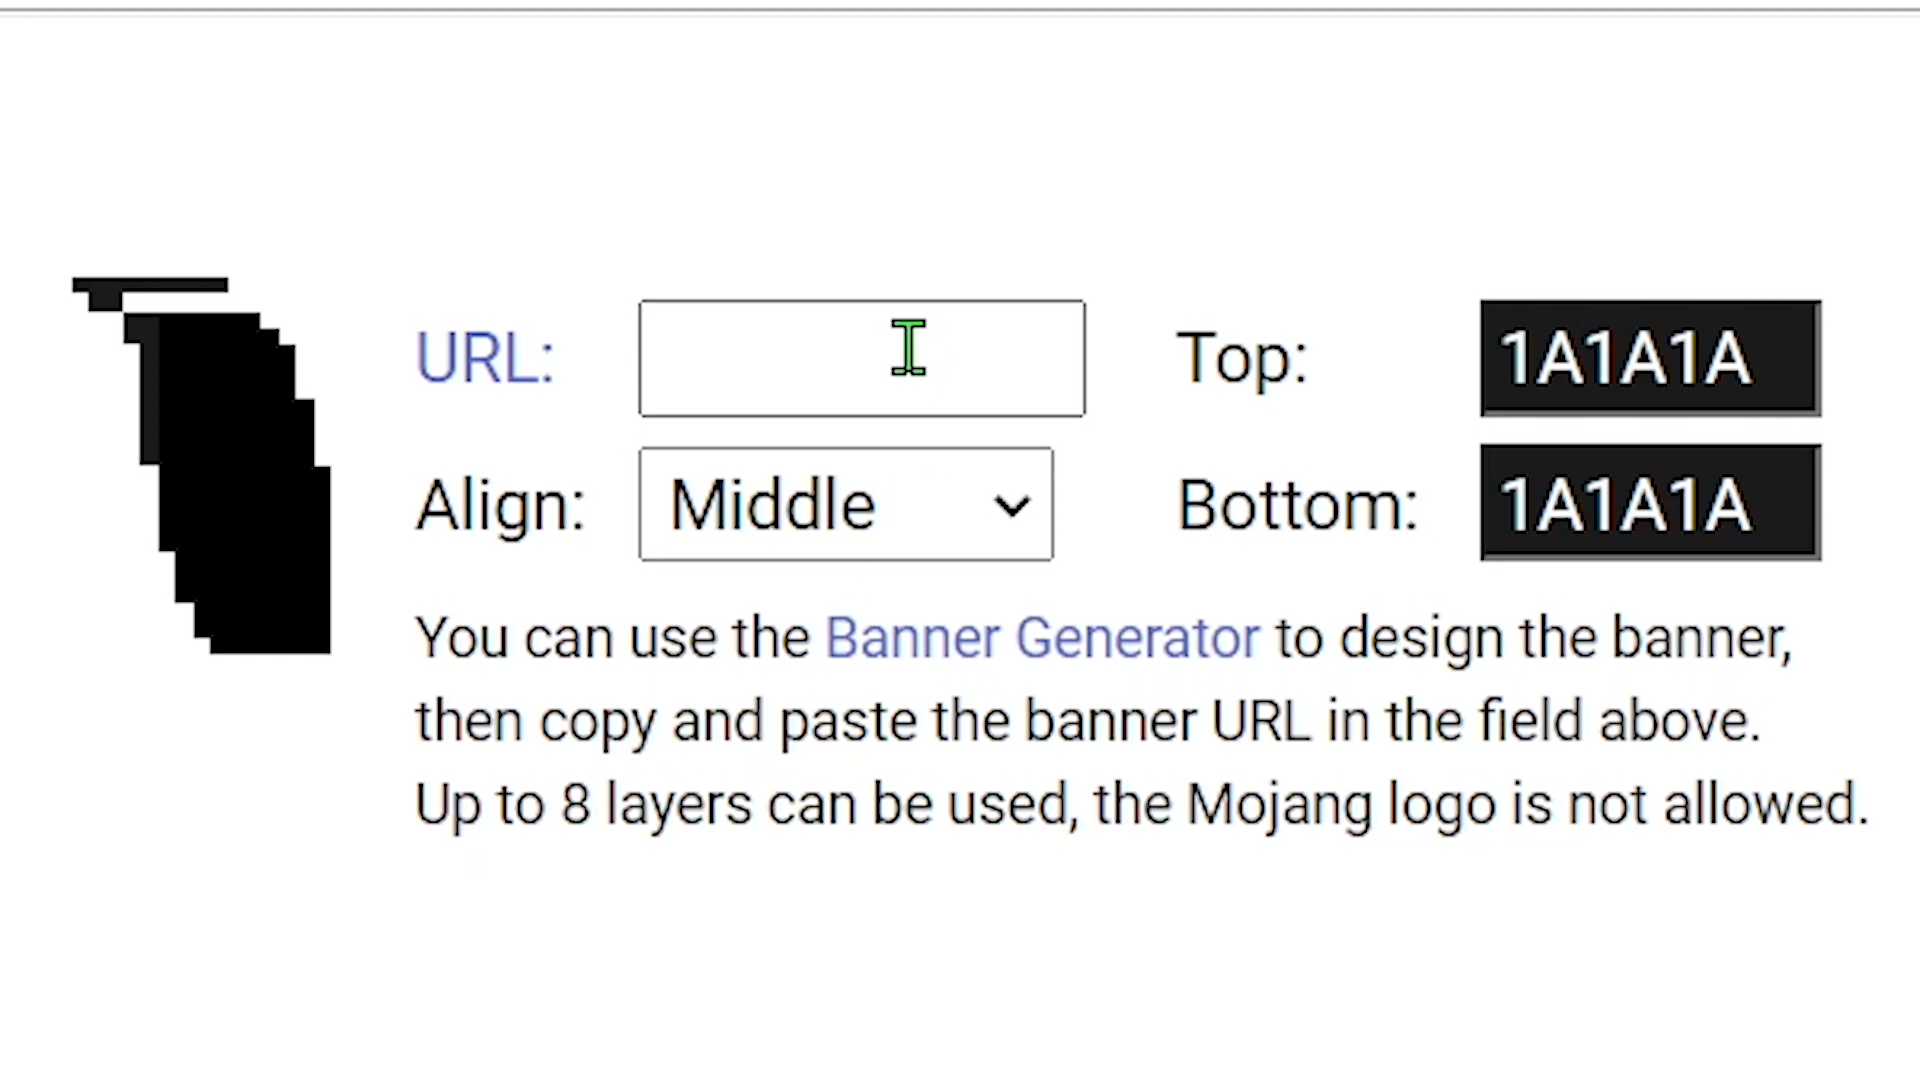 URL: Top: 1A1A1A
Align: Middle Bottom: 1A1A1A
You can use the Banner Generator to design the banner,
then copy and paste the banner URL in the field above.
Up to 8 layers can be used, the Mojang logo is not allowed.